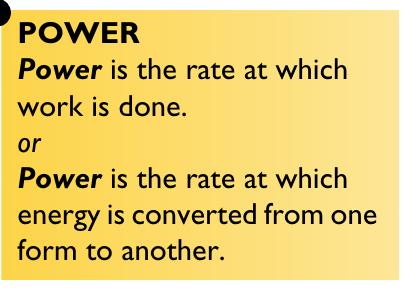 POWER
Power is the rate at which
work is done.
or
Power is the rate at which
energy is converted from one
form to another.